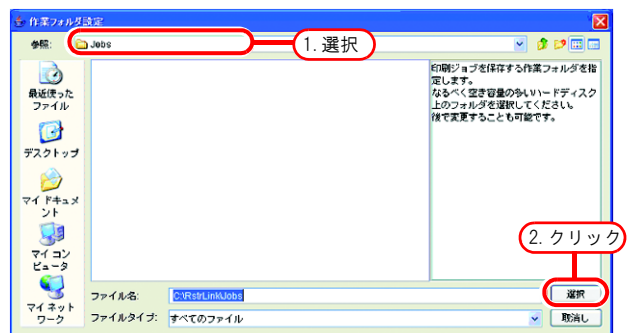 作業フォルダ設定
参照:
Jobs
1. 選択
最近使った
ファイル
デスクトップ
マイ ドキュメ
ント
マイ コン
ピュータ
マイ ネット
ワーク
印刷ジョブを保存する作業フォルダを指
定します。
なるべく空き容量の多いハードディスク
上のフォルダを選択してください。
後で変更することも可能です。
2. クリック
ファイル名:
C:\RstrLink\Jobs
選択
ファイルタイプ:
すべてのファイル
取消し